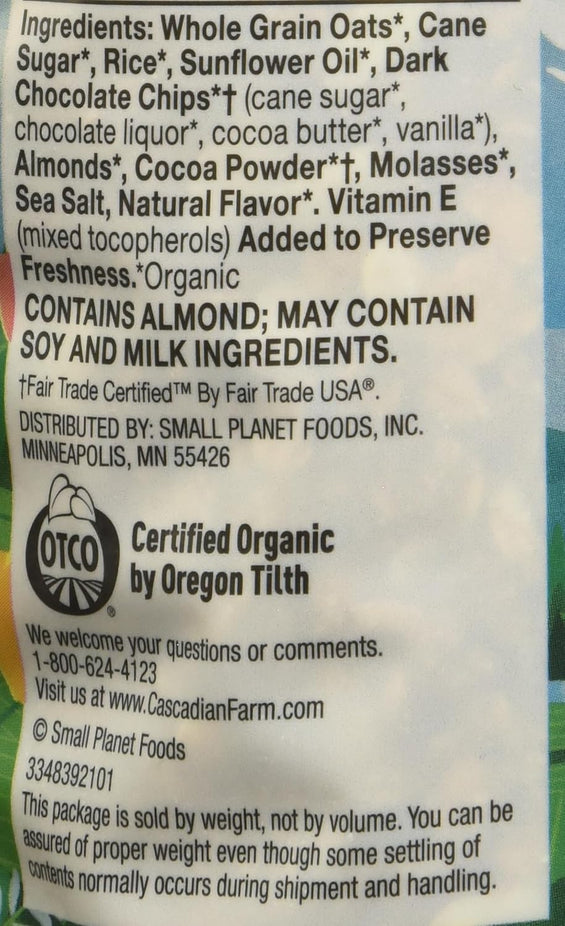 Ingredients: Whole Grain Oats*, Cane
Sugar*, Rice*, Sunflower Oil*, Dark
Chocolate Chips*† (cane sugar*,
chocolate liquor*, cocoa butter*, vanilla*),
Almonds*, Cocoa Powder*†, Molasses*,
Sea Salt, Natural Flavor*. Vitamin E
(mixed tocopherols) Added to Preserve
Freshness.*Organic
CONTAINS ALMOND; MAY CONTAIN
SOY AND MILK INGREDIENTS.
†Fair Trade Certified™ By Fair Trade USA®.
DISTRIBUTED BY: SMALL PLANET FOODS, INC.
MINNEAPOLIS, MN 55426
OTCO ®
Certified Organic
by Oregon Tilth
We welcome your questions or comments.
1-800-624-4123
Visit us at www.CascadianFarm.com
© Small Planet Foods
3348392101
This package is sold by weight, not by volume. You can be
assured of proper weight even though some settling of
contents normally occurs during shipment and handling.